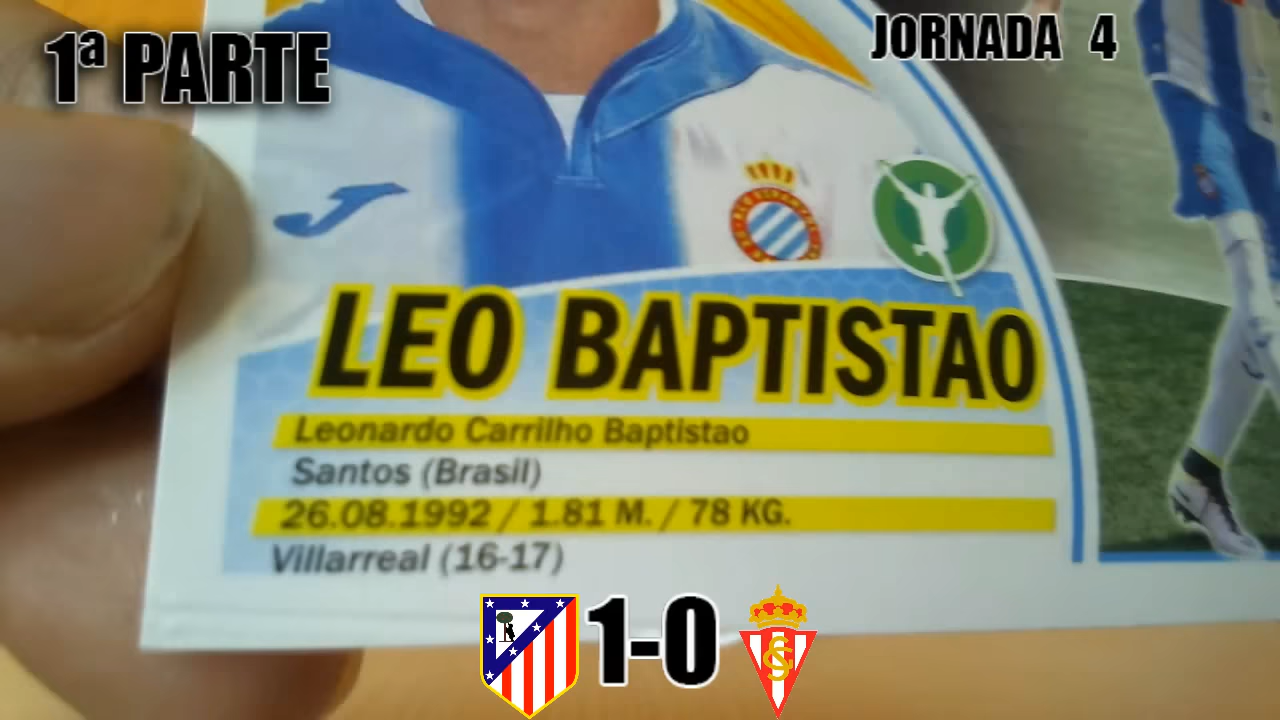 1ª PARTE
JORNADA 4
LEO BAPTISTAO
Leonardo Carrilho Baptistao
Santos (Brasil)
26.08.1992 / 1.81 M. / 78 KG.
Villarreal (16-17)
1-0